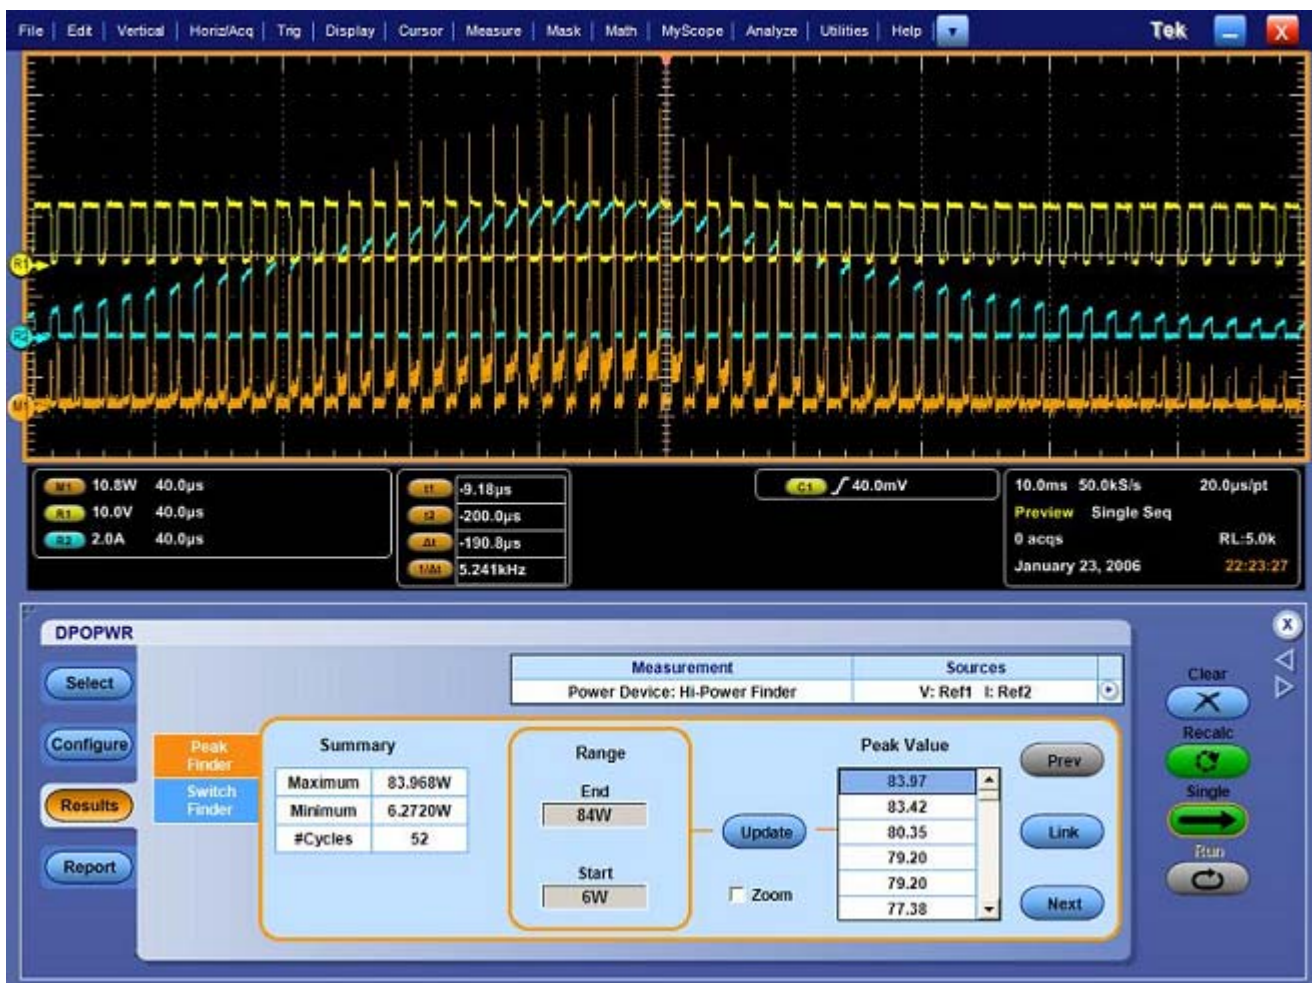 File Edit Vertical Horiz/Acq Trig Display Cursor Measure Mask Math MyScope Analyze Utilities Help Tek X
R1
R2
M1
M1 10.8W 40.0µs
R1 10.0V 40.0µs
R2 2.0A 40.0µs
t1 -9.18µs
t2 -200.0µs
Δt -190.8µs
1/Δt 5.241kHz
C1 40.0mV
10.0ms 50.0kS/s 20.0µs/pt
Preview Single Seq
0 acqs RL:5.0k
January 23, 2006 22:23:27
DPOPWR
X
Select
Configure
Results
Report
Measurement Sources
Power Device: Hi-Power Finder V: Ref1 I: Ref2
Peak Finder
Switch Finder
Summary
Maximum 83.968W
Minimum 6.2720W
#Cycles 52
Range
End
84W
Start
6W
Update
Zoom
Peak Value
83.97
83.42
80.35
79.20
79.20
77.38
Prev
Link
Next
Clear
Recalc
Single
Run